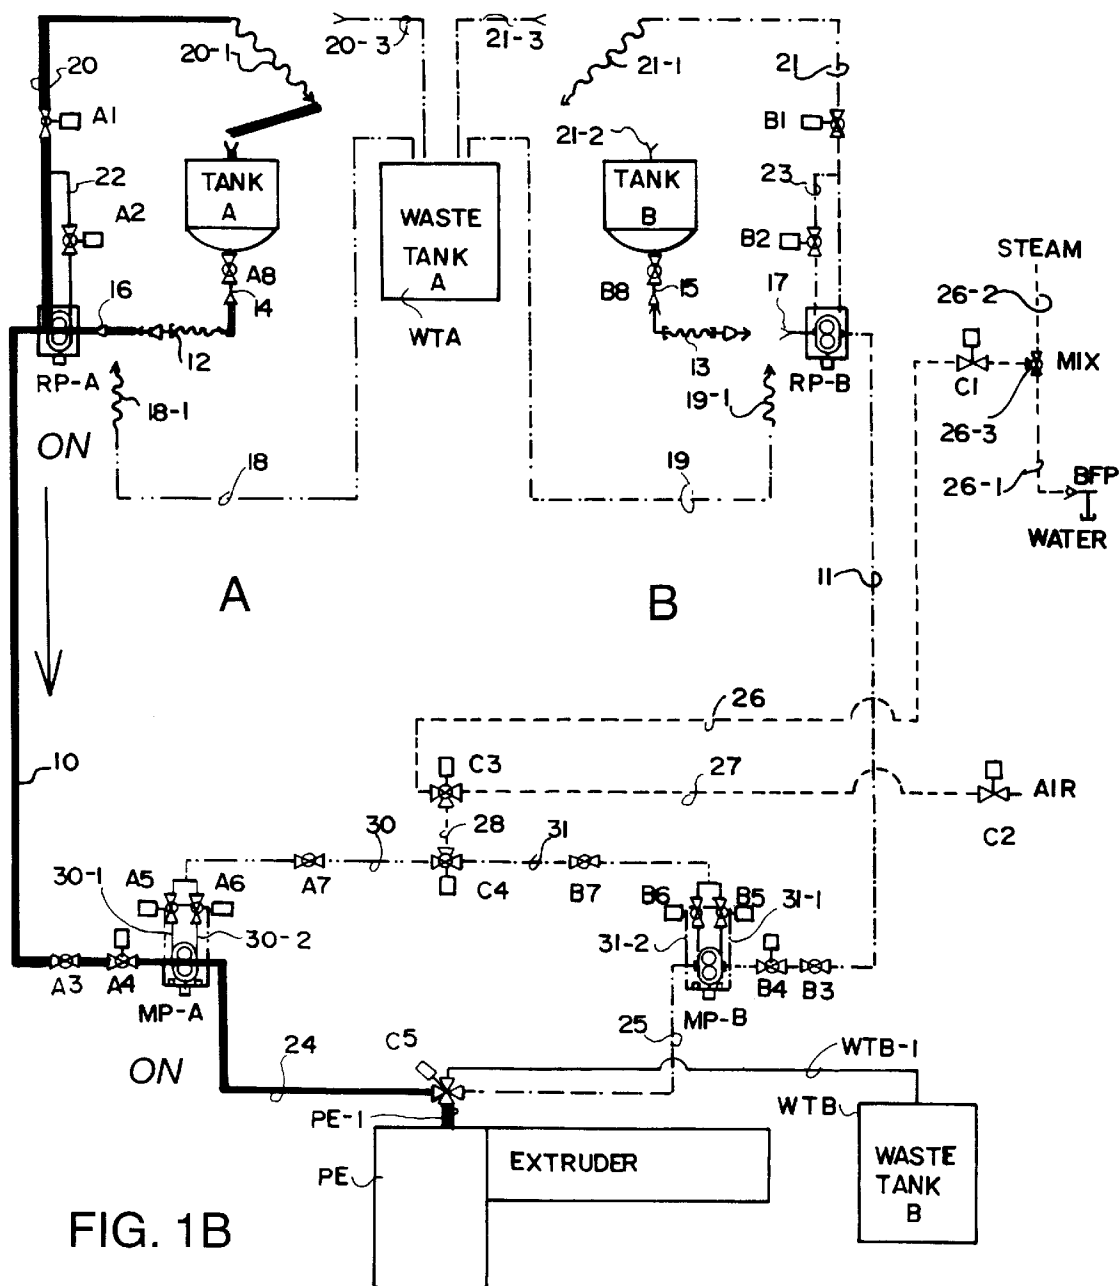 20
20-1
20-3
21-3
21-1
21
A1
B1
21-2
22
TANK
A
WASTE
TANK
A
TANK
B
23
A2
B2
STEAM
A8
14
B8
15
17
26-2
16
WTA
12
13
RP-A
RP-B
C1
MIX
18-1
19-1
26-3
ON
18
19
26-1
BFP
WATER
A
B
11
26
10
C3
27
AIR
28
C2
30
31
A7
C4
B7
30-1
A5
A6
B6
B5
31-1
30-2
31-2
A3
A4
MP-A
MP-B
B4
B3
25
ON
24
C5
WTB-1
PE-1
WTB
PE
EXTRUDER
WASTE
TANK
B
FIG. 1B